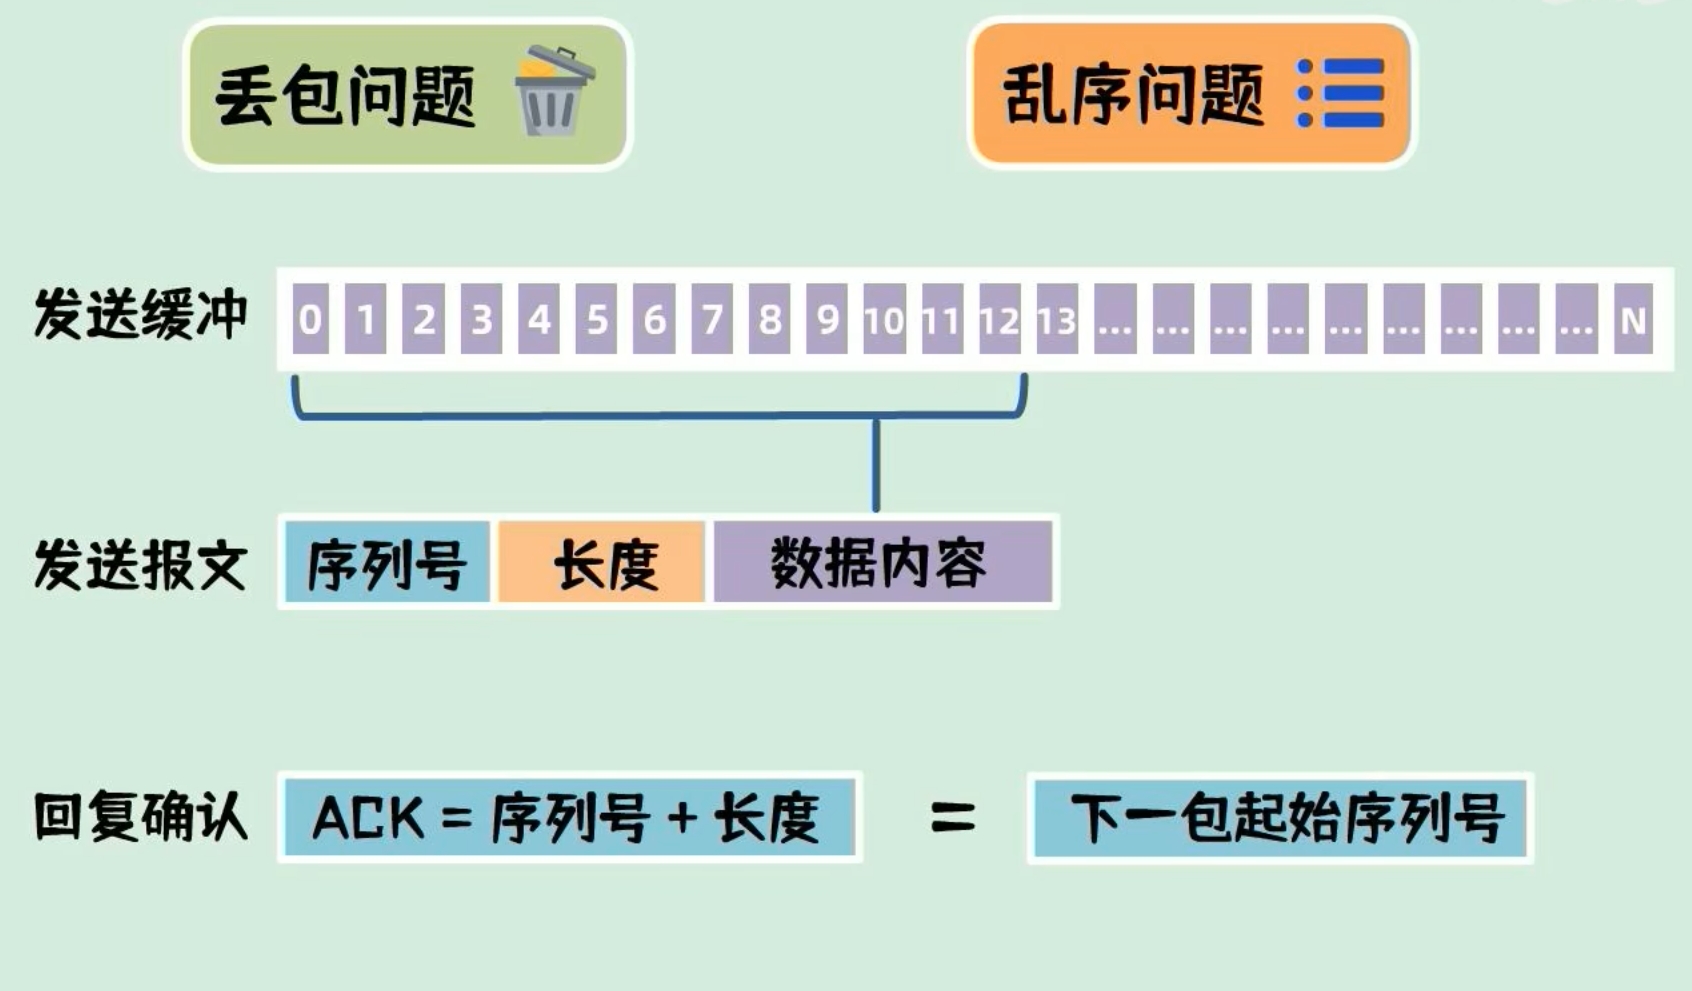 丢包问题
乱序问题
发送缓冲 0 1 2 3 4 5 6 7 8 9 10 11 12 13 ... ... ... ... ... ... ... ... ... N
发送报文 序列号 长度 数据内容
回复确认 ACK = 序列号 + 长度 = 下一包起始序列号